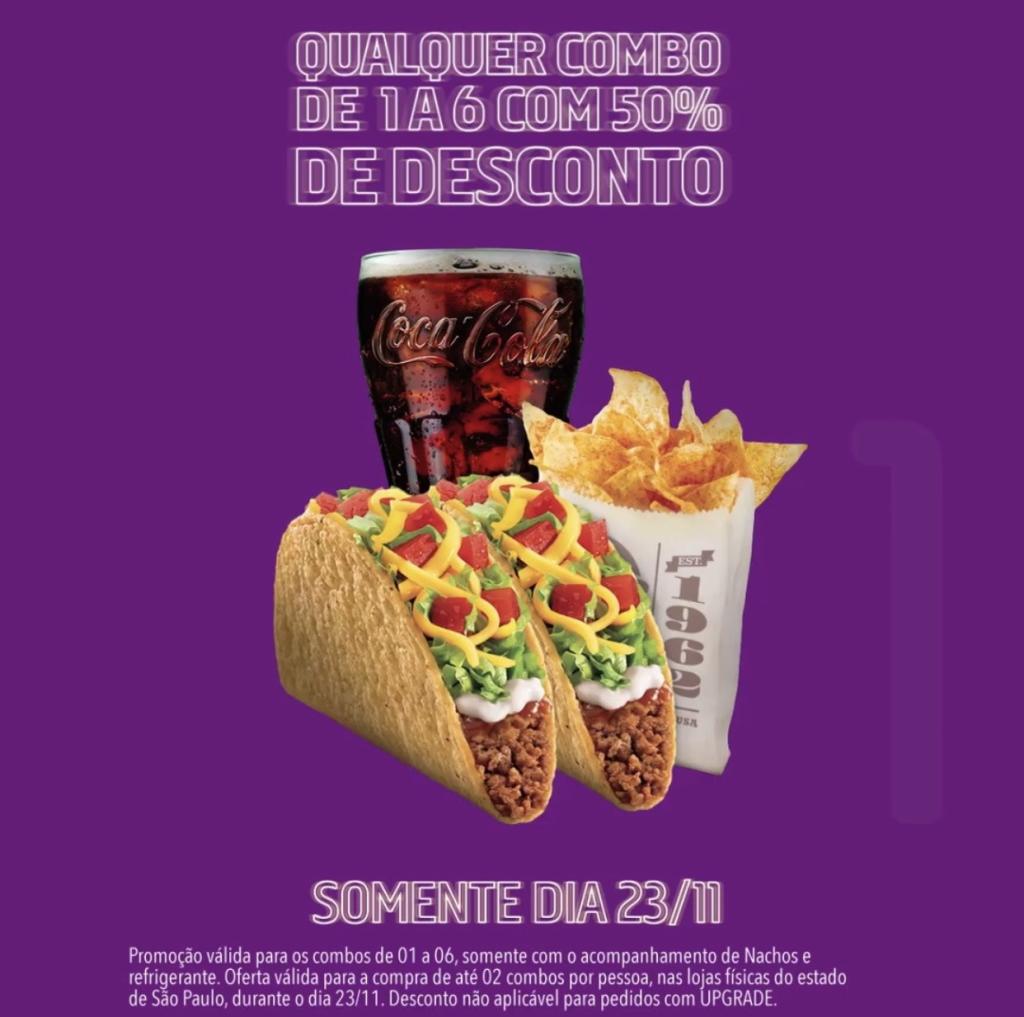 QUALQUER COMBO
DE 1 A 6 COM 50%
DE DESCONTO
Coca-Cola
EST.
1962
USA
1
SOMENTE DIA 23/11
Promoção válida para os combos de 01 a 06, somente com o acompanhamento de Nachos e
refrigerante. Oferta válida para a compra de até 02 combos por pessoa, nas lojas físicas do estado
de São Paulo, durante o dia 23/11. Desconto não aplicável para pedidos com UPGRADE.